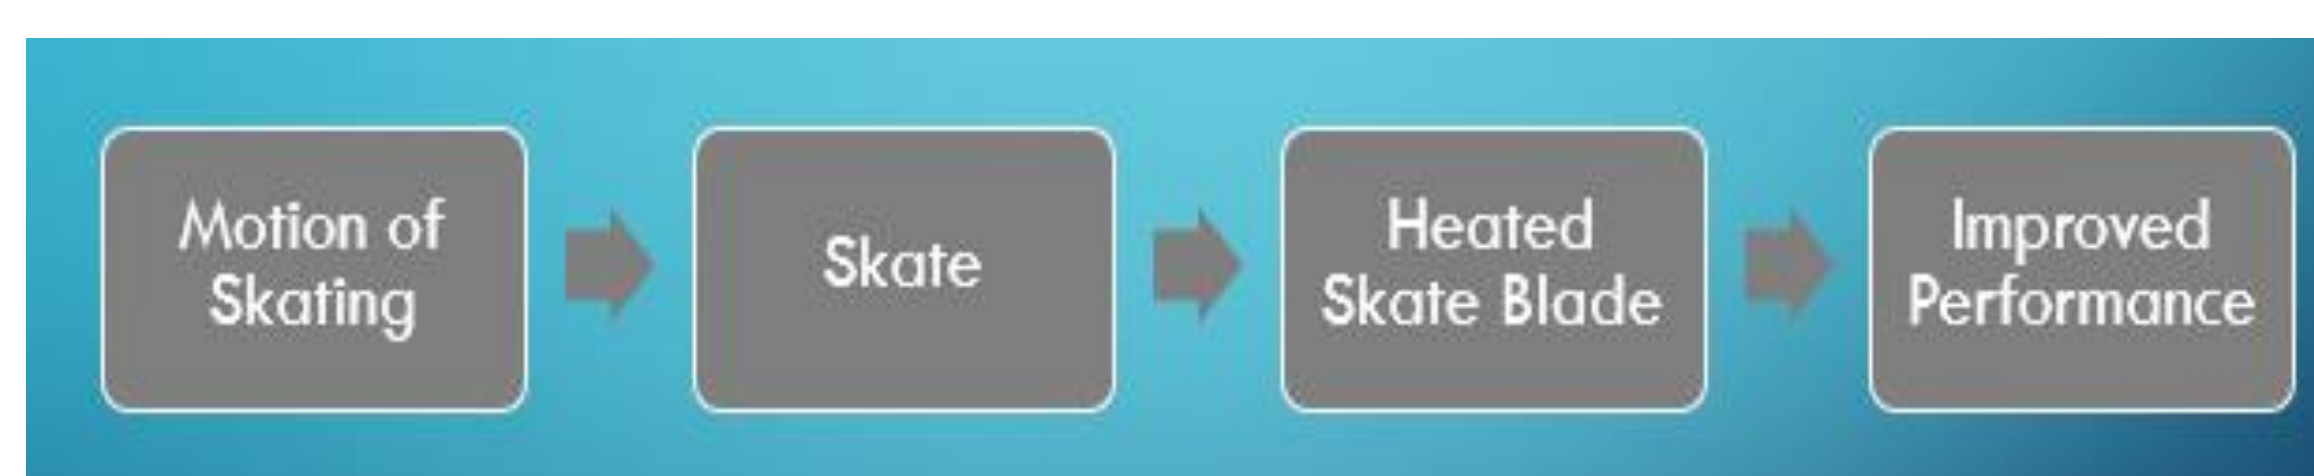 Motion of
Skating
Skate
Heated
Skate Blade
Improved
Performance